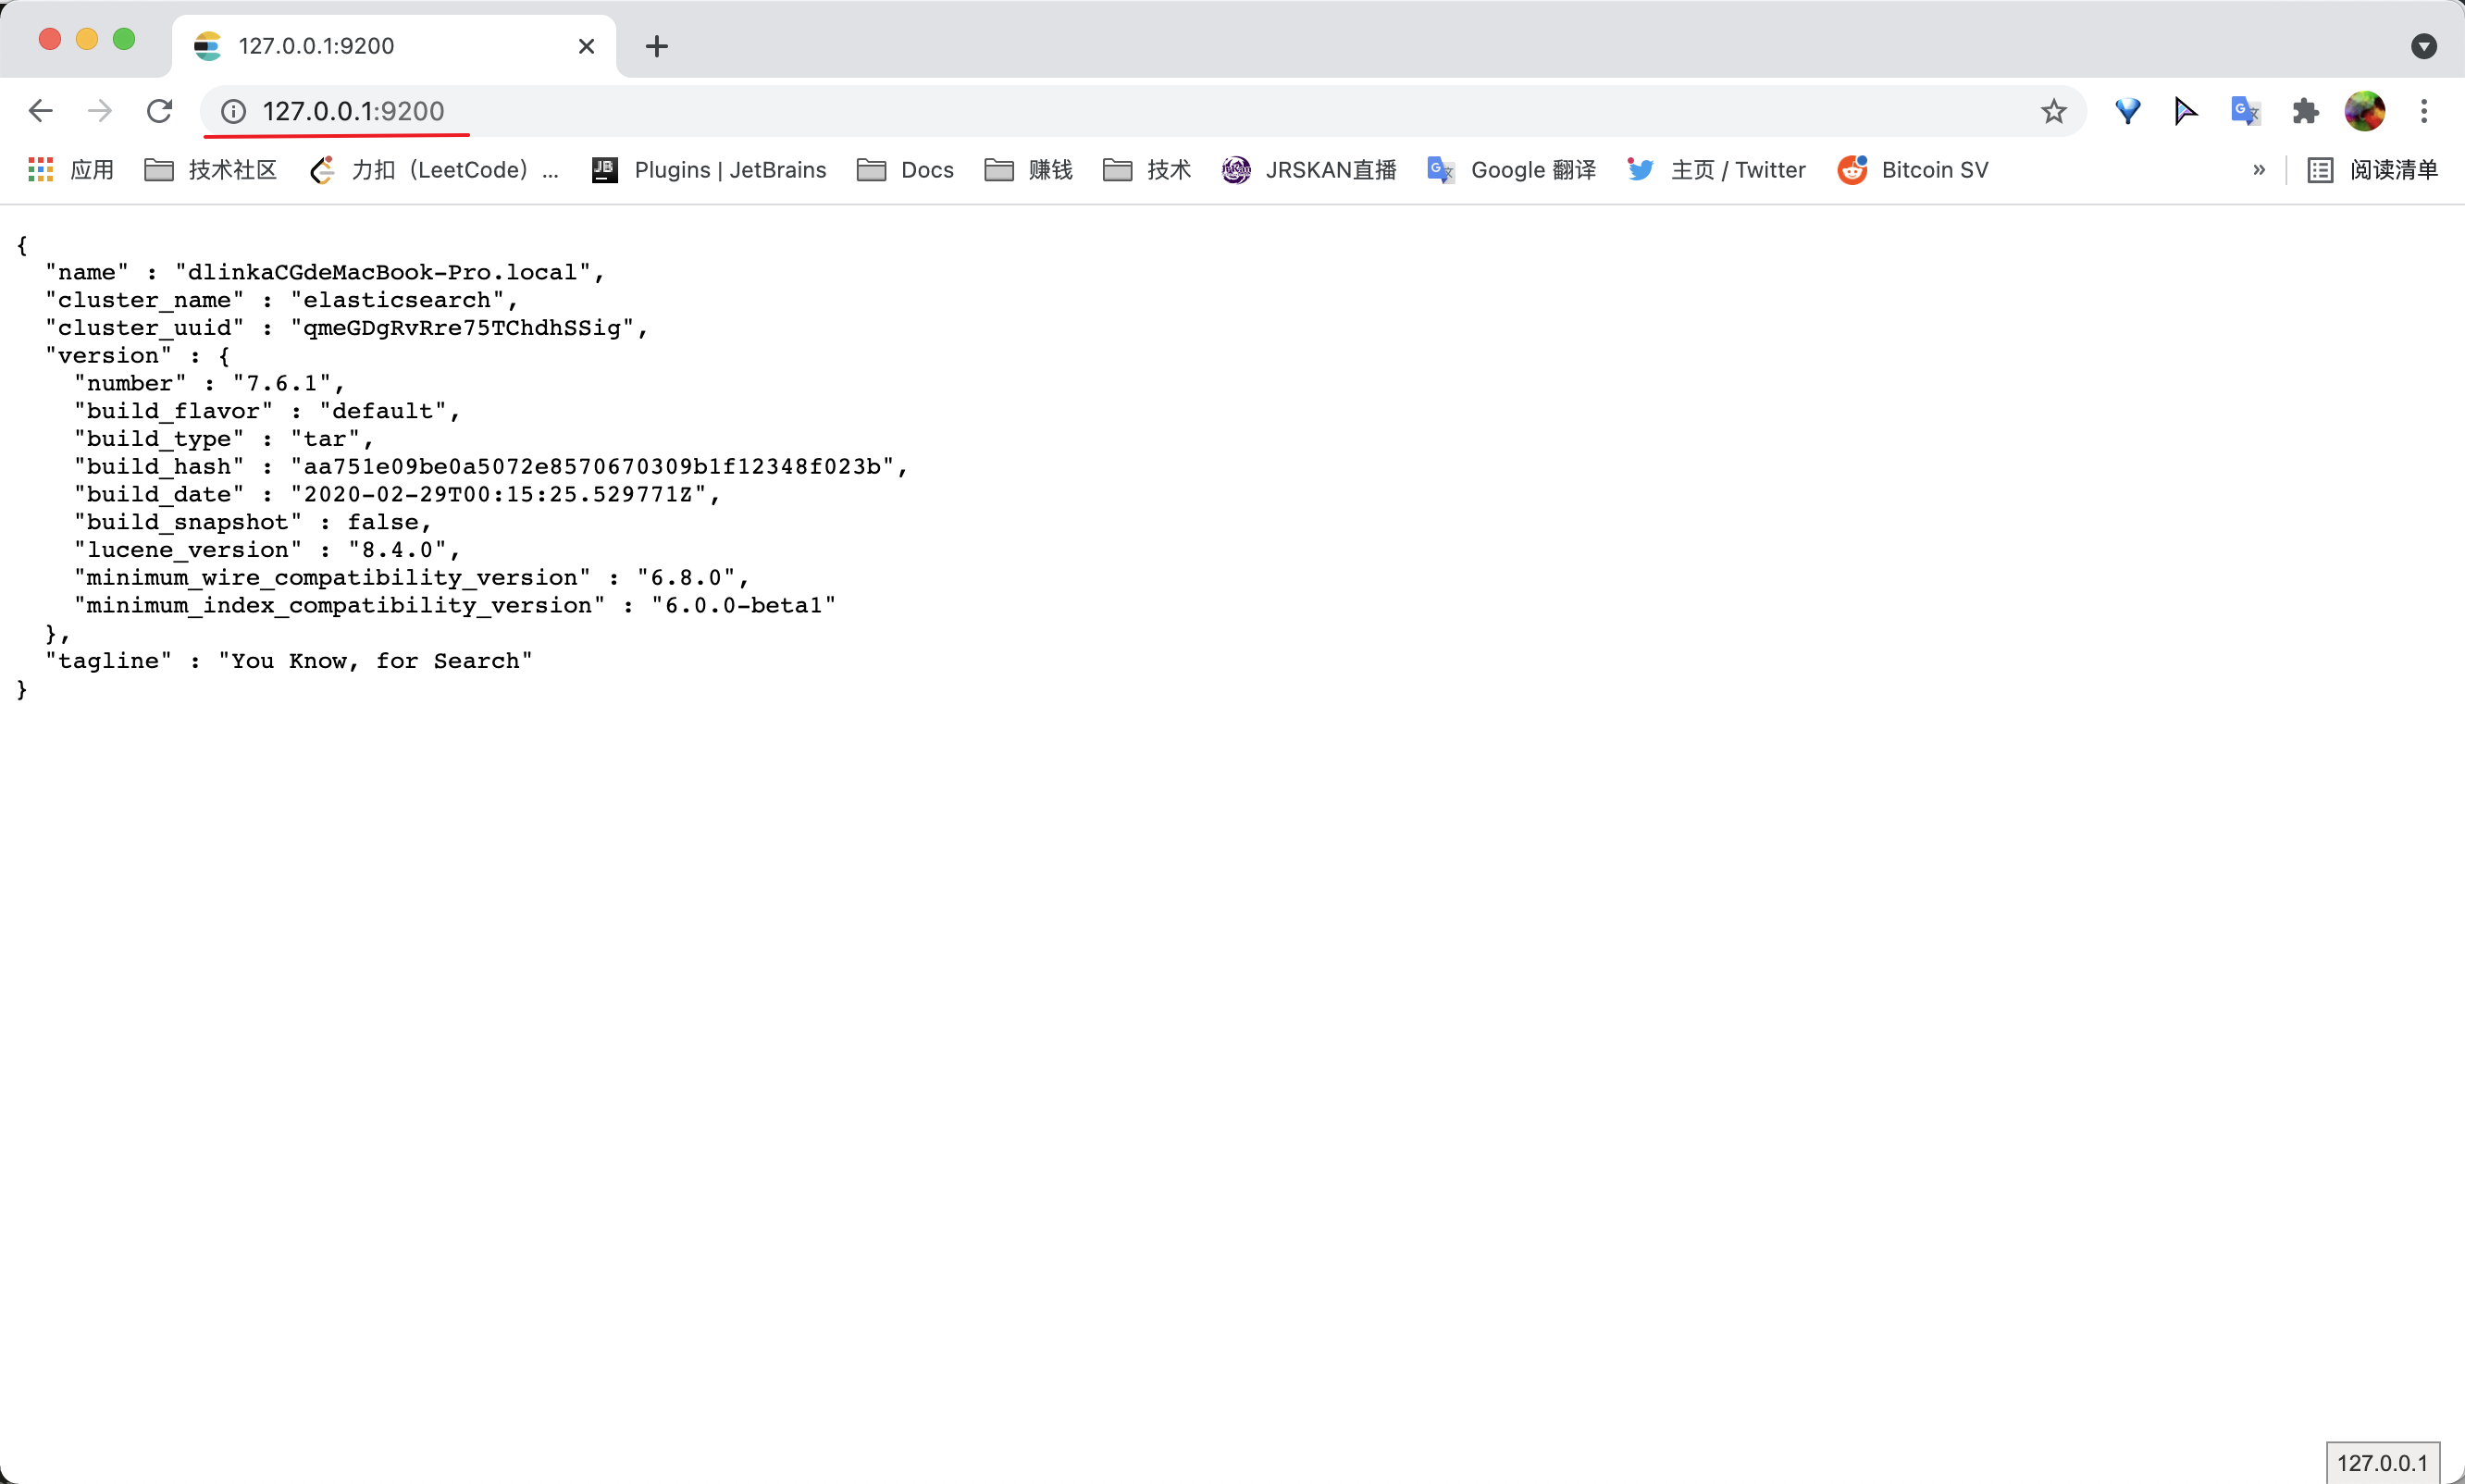 127.0.0.1:9200
127.0.0.1:9200
应用 技术社区 力扣（LeetCode）... JB Plugins | JetBrains Docs 赚钱 技术 JRSKAN直播 Google 翻译 主页 / Twitter Bitcoin SV » 阅读清单
{
  "name" : "dlinkaCGdeMacBook-Pro.local",
  "cluster_name" : "elasticsearch",
  "cluster_uuid" : "qmeGDgRvRre75TChdhSSig",
  "version" : {
    "number" : "7.6.1",
    "build_flavor" : "default",
    "build_type" : "tar",
    "build_hash" : "aa751e09be0a5072e8570670309b1f12348f023b",
    "build_date" : "2020-02-29T00:15:25.529771Z",
    "build_snapshot" : false,
    "lucene_version" : "8.4.0",
    "minimum_wire_compatibility_version" : "6.8.0",
    "minimum_index_compatibility_version" : "6.0.0-beta1"
  },
  "tagline" : "You Know, for Search"
}
127.0.0.1